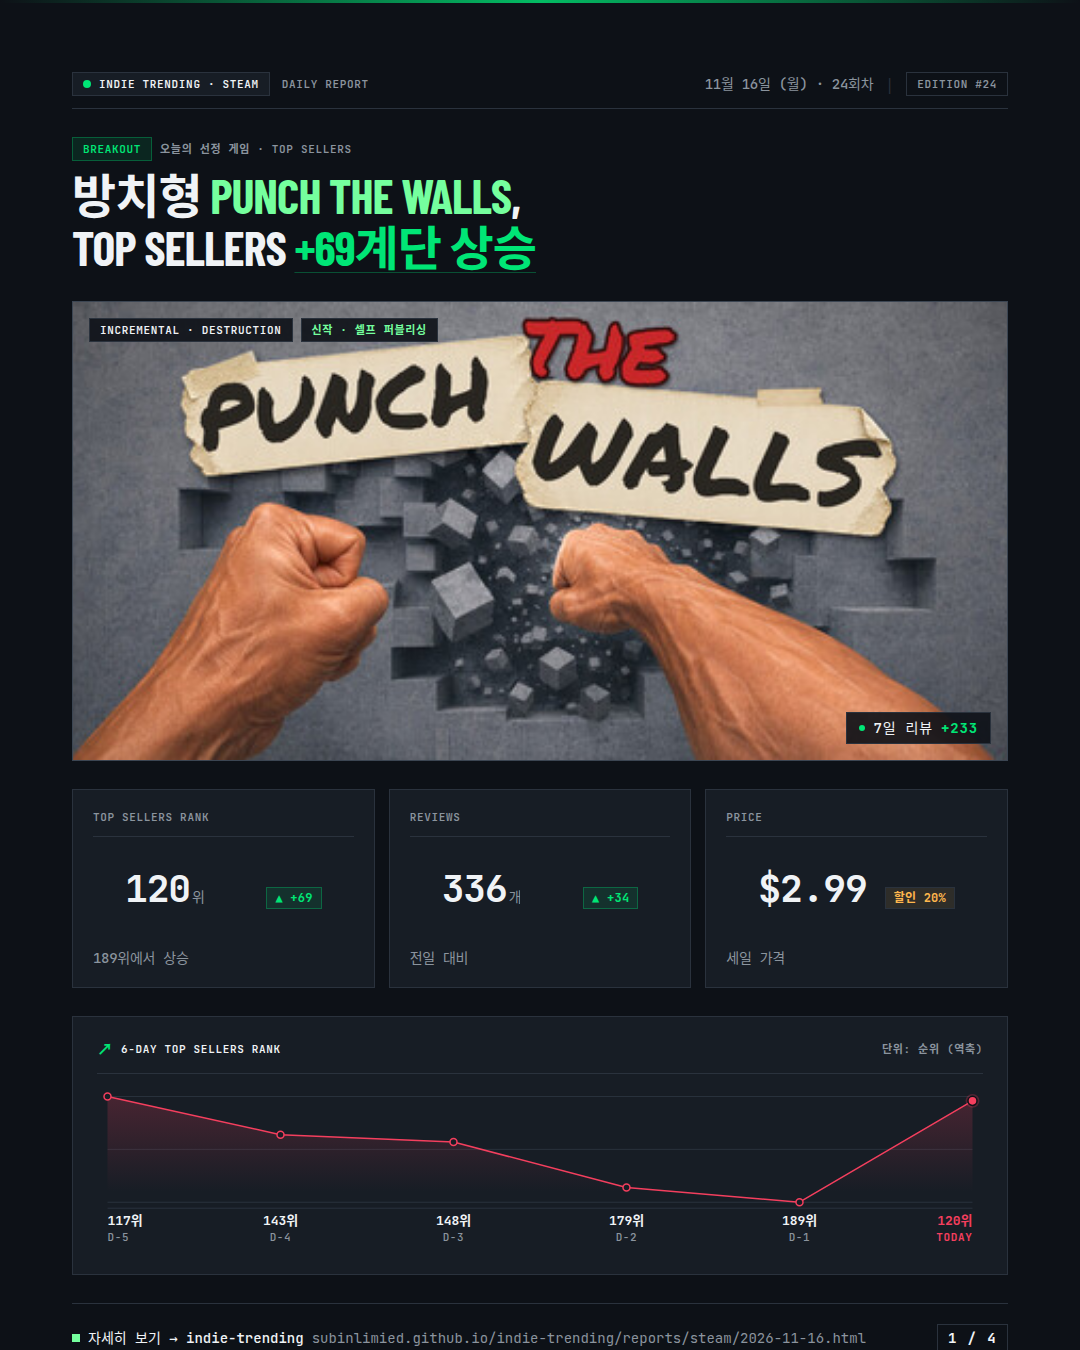 INDIE TRENDING · STEAM DAILY REPORT 11월 16일 (월) · 24회차 EDITION #24
BREAKOUT 오늘의 선정 게임 · TOP SELLERS
방치형 PUNCH THE WALLS,
TOP SELLERS +69계단 상승
INCREMENTAL · DESTRUCTION 신작 · 셀프 퍼블리싱
PUNCH THE WALLS
7일 리뷰 +233
TOP SELLERS RANK
120위 ▲ +69
189위에서 상승
REVIEWS
336개 ▲ +34
전일 대비
PRICE
$2.99 할인 20%
세일 가격
↗ 6-DAY TOP SELLERS RANK 단위: 순위 (역축)
117위 143위 148위 179위 189위 120위
D-5 D-4 D-3 D-2 D-1 TODAY
자세히 보기 → indie-trending subinlimied.github.io/indie-trending/reports/steam/2026-11-16.html 1 / 4